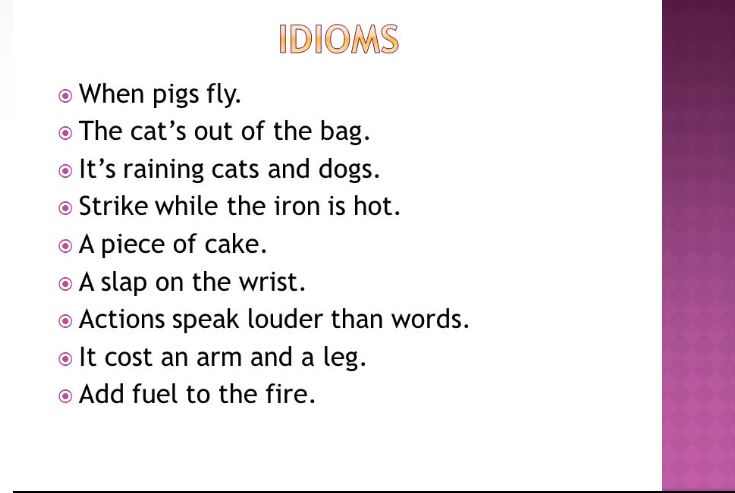 IDIOMS
When pigs fly.
The cat's out of the bag.
It's raining cats and dogs.
Strike while the iron is hot.
A piece of cake.
A slap on the wrist.
Actions speak louder than words.
It cost an arm and a leg.
Add fuel to the fire.